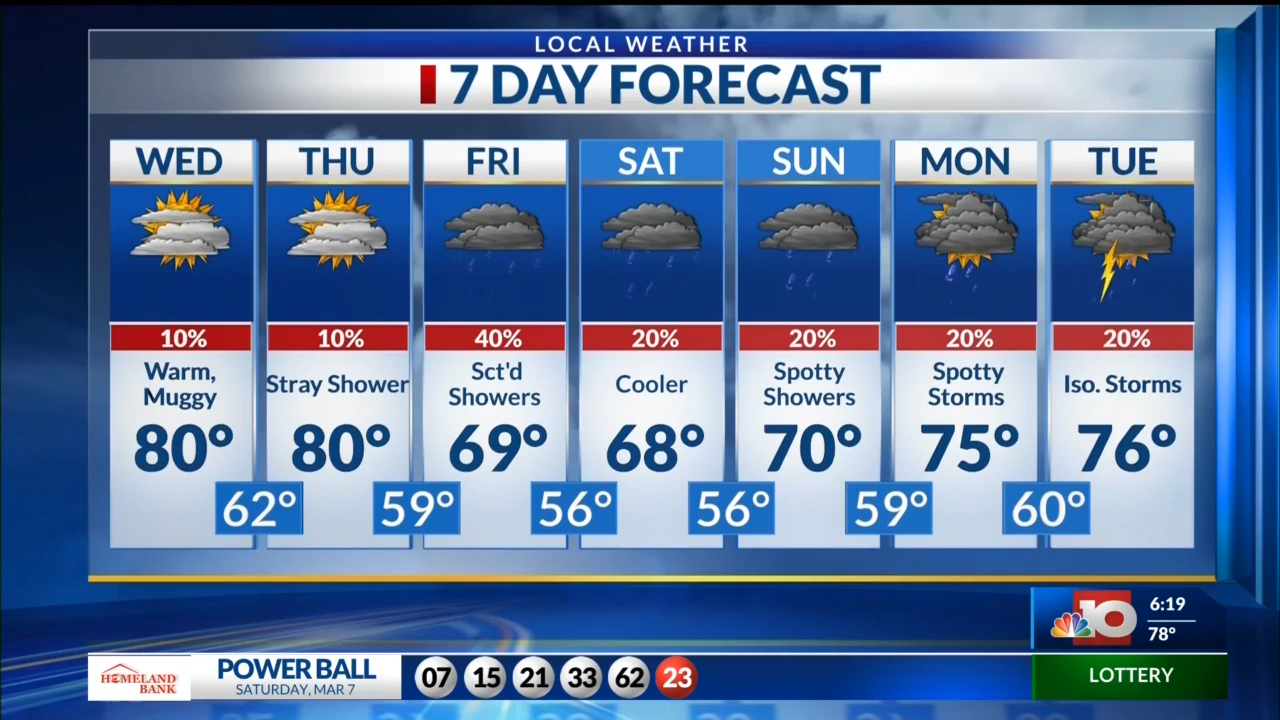 LOCAL WEATHER
7 DAY FORECAST
WED
THU
FRI
SAT
SUN
MON
TUE
10%
10%
40%
20%
20%
20%
20%
Warm,
Muggy
Stray Shower
Sct'd
Showers
Cooler
Spotty
Showers
Spotty
Storms
Iso. Storms
80°
80°
69°
68°
70°
75°
76°
62°
59°
56°
56°
59°
60°
10
6:19
78°
HOMELAND
BANK
POWER BALL
SATURDAY, MAR 7
07 15 21 33 62 23
LOTTERY